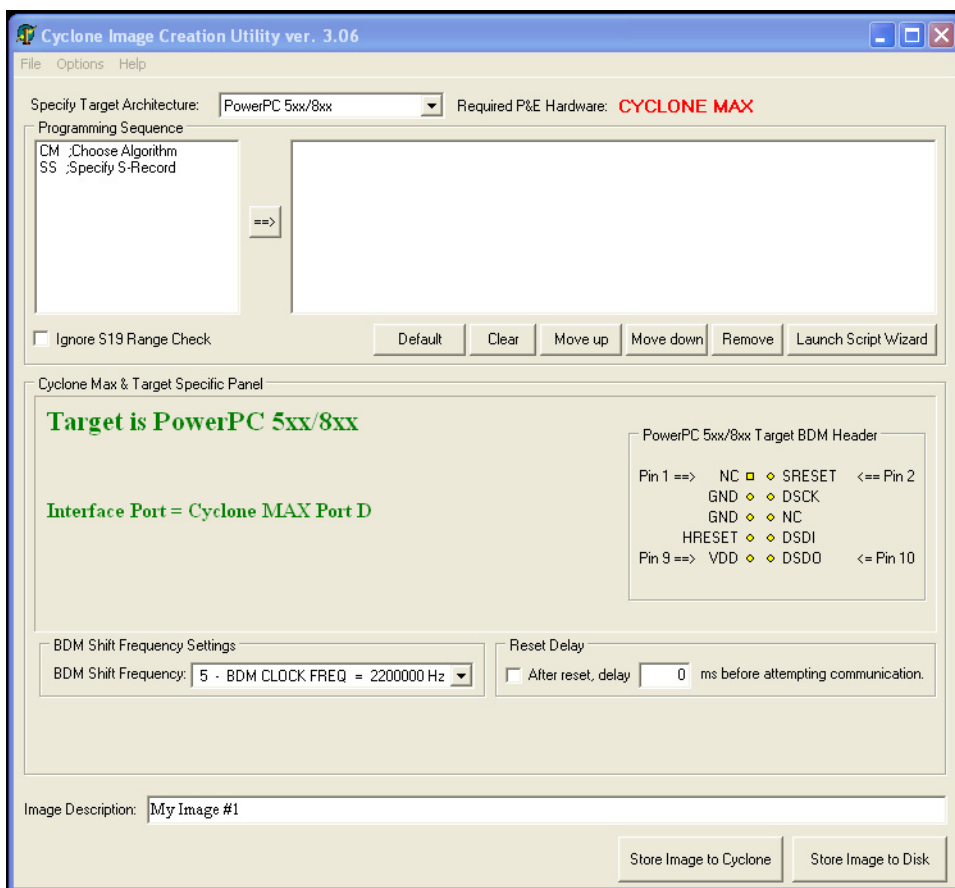 Cyclone Image Creation Utility ver. 3.06
File Options Help
Specify Target Architecture: PowerPC 5xx/8xx Required P&E Hardware: CYCLONE MAX
Programming Sequence
CM ;Choose Algorithm
SS ;Specify S-Record
==>
Ignore S19 Range Check Default Clear Move up Move down Remove Launch Script Wizard
Cyclone Max & Target Specific Panel
Target is PowerPC 5xx/8xx
Interface Port = Cyclone MAX Port D
PowerPC 5xx/8xx Target BDM Header
Pin 1 ==> NC SRESET <== Pin 2
GND DSCK
GND NC
HRESET DSDI
Pin 9 ==> VDD DSDO <= Pin 10
BDM Shift Frequency Settings
BDM Shift Frequency: 5 - BDM CLOCK FREQ = 2200000 Hz
Reset Delay
After reset, delay 0 ms before attempting communication.
Image Description: My Image #1
Store Image to Cyclone Store Image to Disk